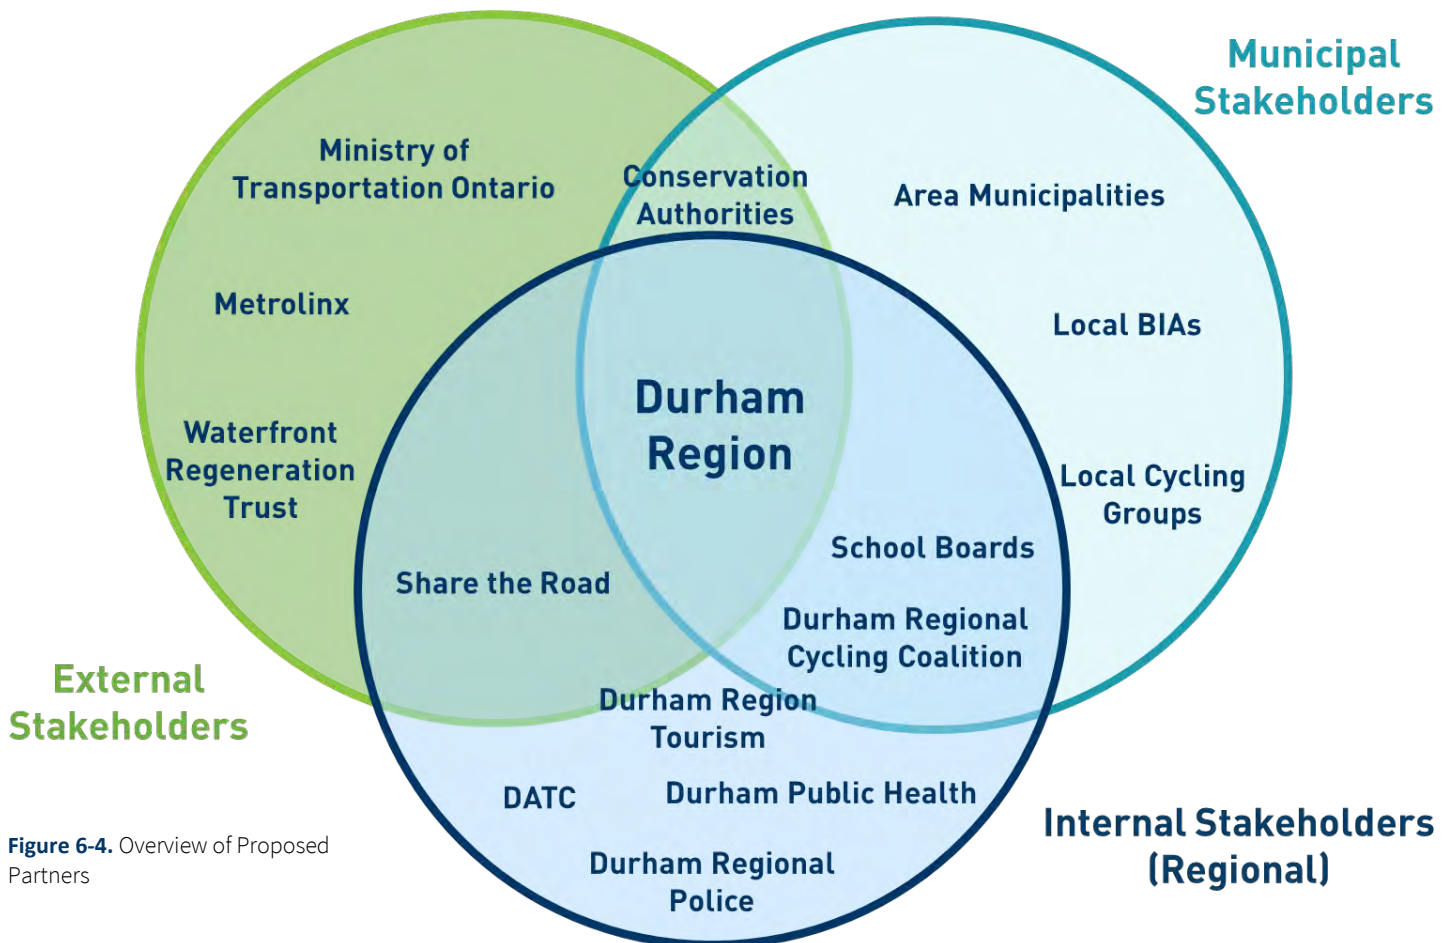 Municipal
Stakeholders
Ministry of
Transportation Ontario
Conservation
Authorities
Area Municipalities
Metrolinx
Local BIAs
Durham
Region
Waterfront
Regeneration
Trust
Local Cycling
Groups
School Boards
Share the Road
Durham Regional
Cycling Coalition
External
Stakeholders
Durham Region
Tourism
DATC
Durham Public Health
Internal Stakeholders
(Regional)
Durham Regional
Police
Figure 6-4. Overview of Proposed
Partners